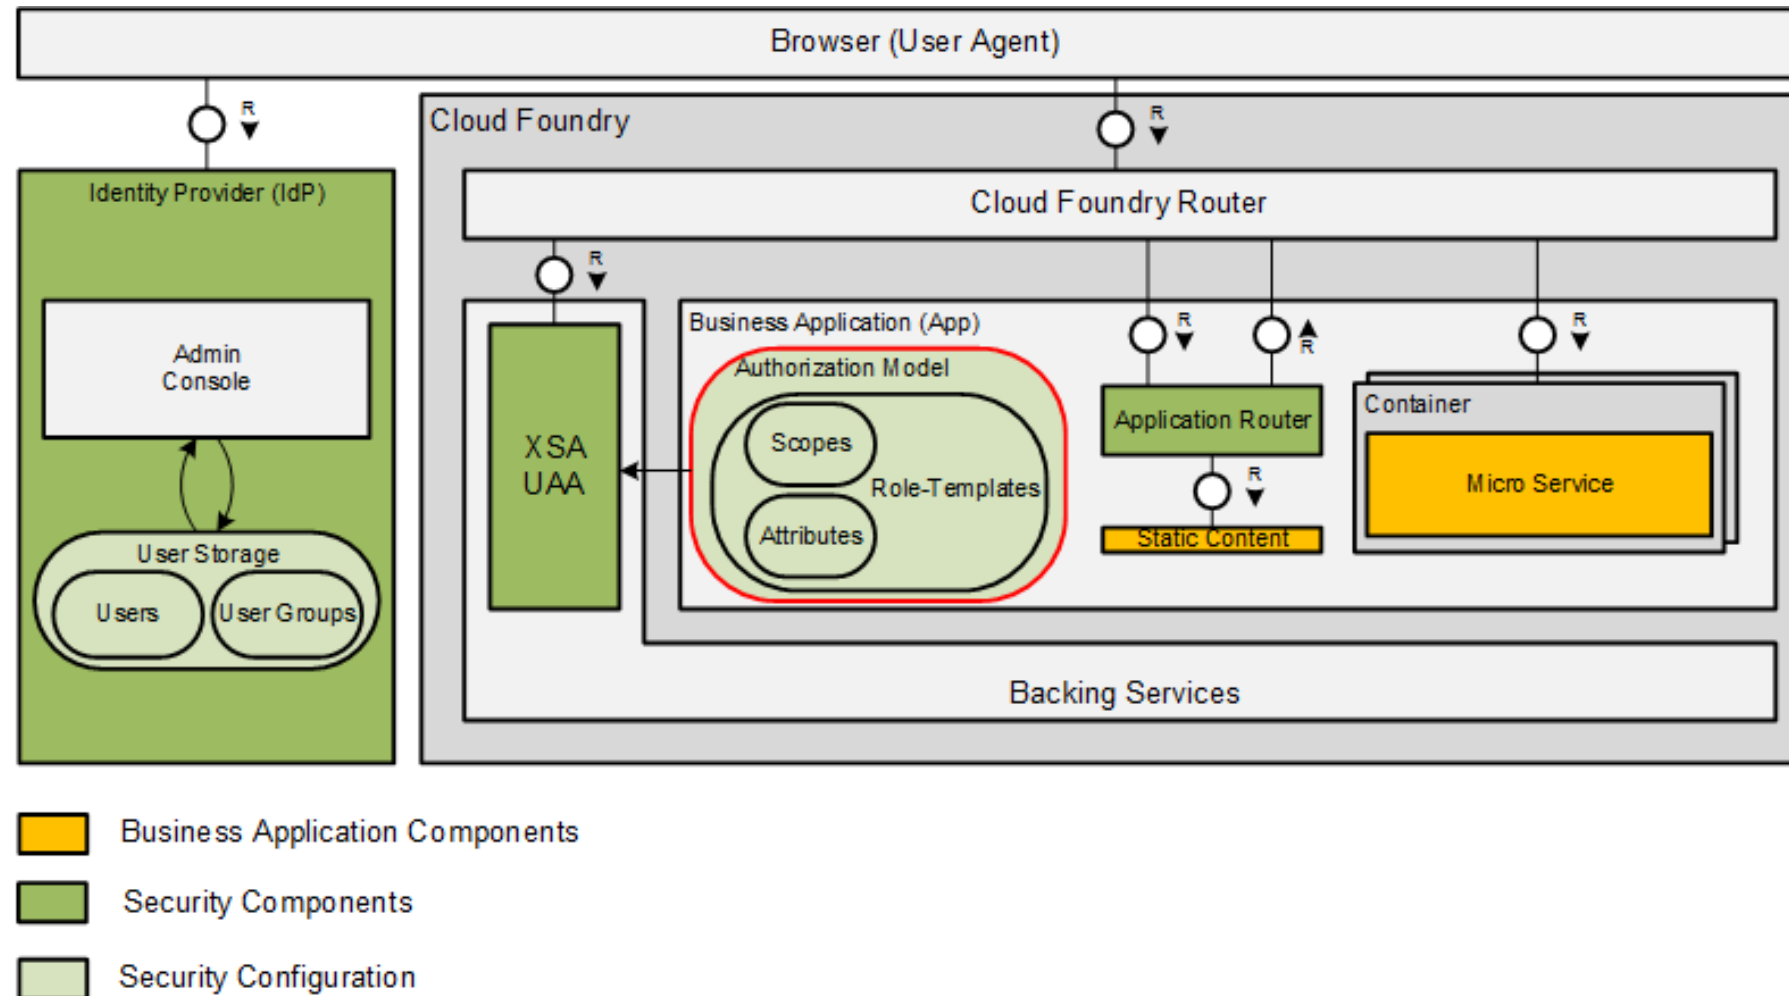 Browser (User Agent)
R
R
Cloud Foundry
Identity Provider (IdP)
Cloud Foundry Router
R
Admin
Console
Business Application (App)
R
R
R
Authorization Model
Scopes
Role-Templates
Attributes
XSA
UAA
Application Router
R
Static Content
Container
Micro Service
User Storage
Users
User Groups
Backing Services
Business Application Components
Security Components
Security Configuration